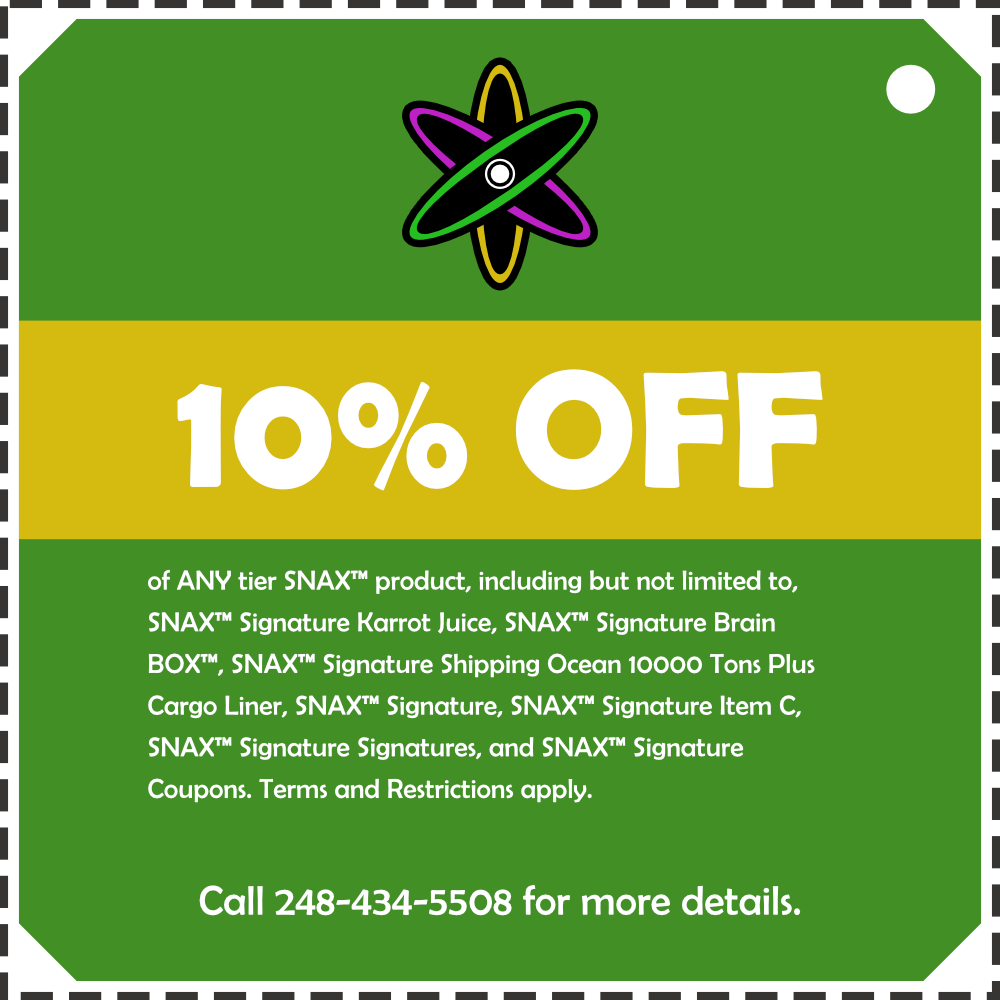 10% OFF
of ANY tier SNAX™ product, including but not limited to,
SNAX™ Signature Karrot Juice, SNAX™ Signature Brain
BOX™, SNAX™ Signature Shipping Ocean 10000 Tons Plus
Cargo Liner, SNAX™ Signature, SNAX™ Signature Item C,
SNAX™ Signature Signatures, and SNAX™ Signature
Coupons. Terms and Restrictions apply.
Call 248-434-5508 for more details.